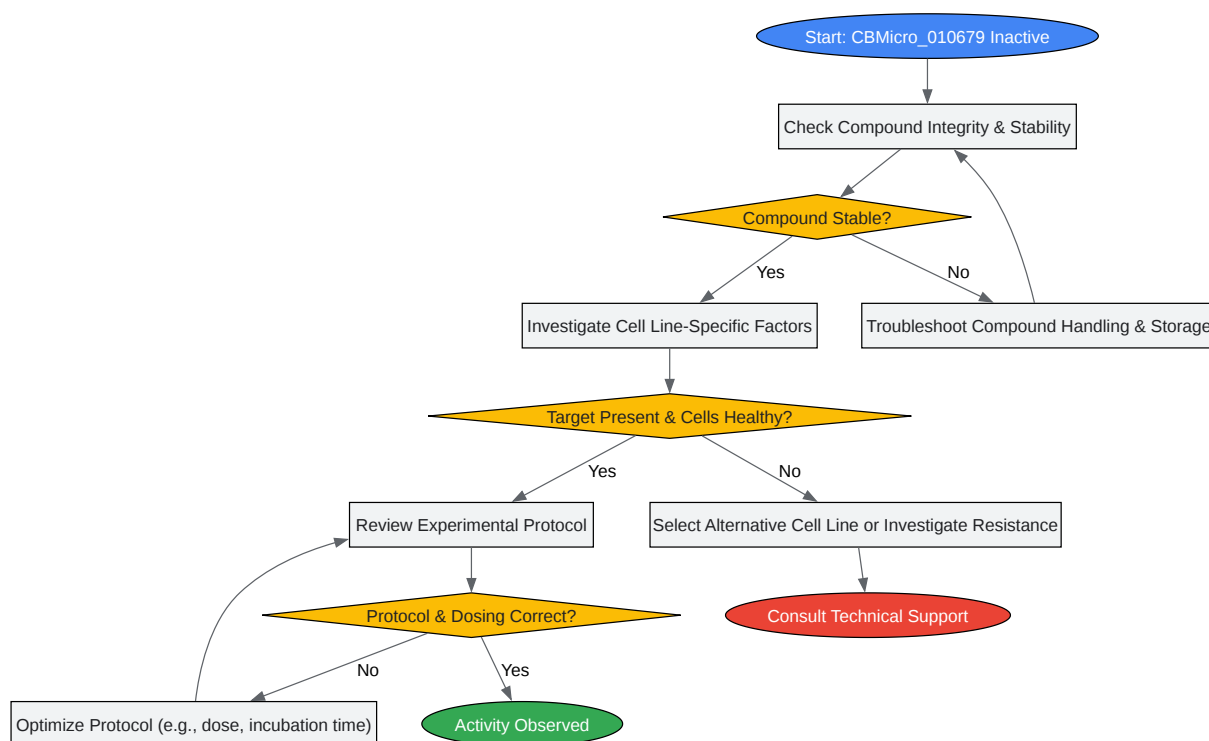 Start: CBMicro_010679 Inactive
Check Compound Integrity & Stability
Compound Stable?
Yes
No
Investigate Cell Line-Specific Factors
Troubleshoot Compound Handling & Storage
Target Present & Cells Healthy?
Yes
No
Review Experimental Protocol
Select Alternative Cell Line or Investigate Resistance
Protocol & Dosing Correct?
Consult Technical Support
No
Yes
Optimize Protocol (e.g., dose, incubation time)
Activity Observed